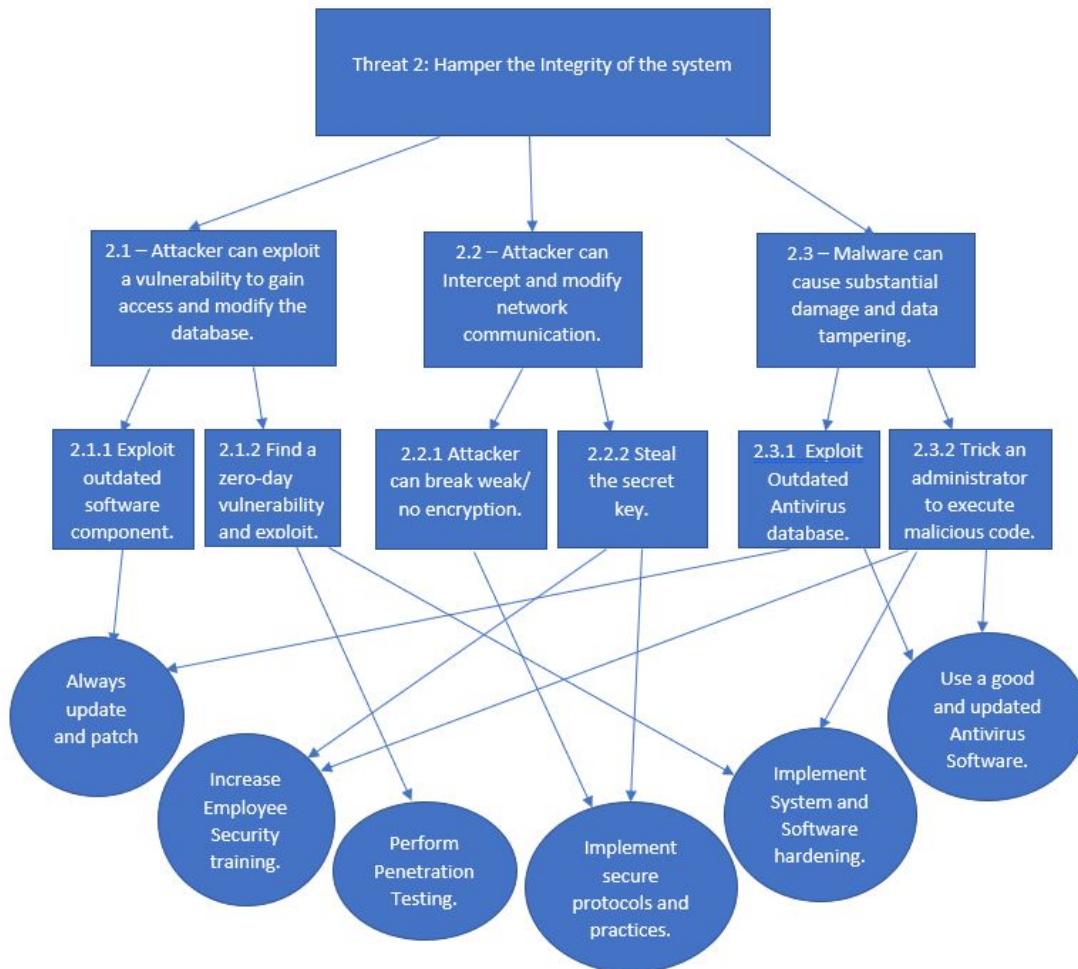 Threat 2: Hamper the Integrity of the system
2.1 – Attacker can exploit
a vulnerability to gain
access and modify the
database.
2.2 – Attacker can
Intercept and modify
network
communication.
2.3 – Malware can
cause substantial
damage and data
tampering.
2.1.1 Exploit
outdated
software
component.
2.1.2 Find a
zero-day
vulnerability
and exploit.
2.2.1 Attacker
can break weak/
no encryption.
2.2.2 Steal
the secret
key.
2.3.1  Exploit
Outdated
Antivirus
database.
2.3.2 Trick an
administrator
to execute
malicious code.
Always
update
and patch
Increase
Employee
Security
training.
Perform
Penetration
Testing.
Implement
secure
protocols and
practices.
Implement
System and
Software
hardening.
Use a good
and updated
Antivirus
Software.